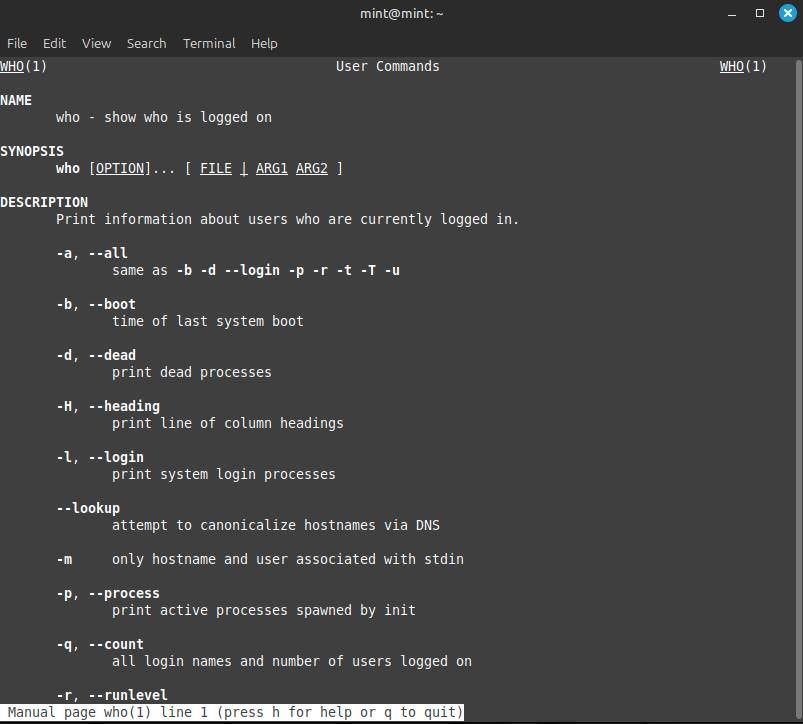 mint@mint: ~
File Edit View Search Terminal Help
WHO(1) User Commands WHO(1)
NAME
who - show who is logged on
SYNOPSIS
who [OPTION]... [ FILE | ARG1 ARG2 ]
DESCRIPTION
Print information about users who are currently logged in.
-a, --all
same as -b -d --login -p -r -t -T -u
-b, --boot
time of last system boot
-d, --dead
print dead processes
-H, --heading
print line of column headings
-l, --login
print system login processes
--lookup
attempt to canonicalize hostnames via DNS
-m only hostname and user associated with stdin
-p, --process
print active processes spawned by init
-q, --count
all login names and number of users logged on
-r, --runlevel
Manual page who(1) line 1 (press h for help or q to quit)